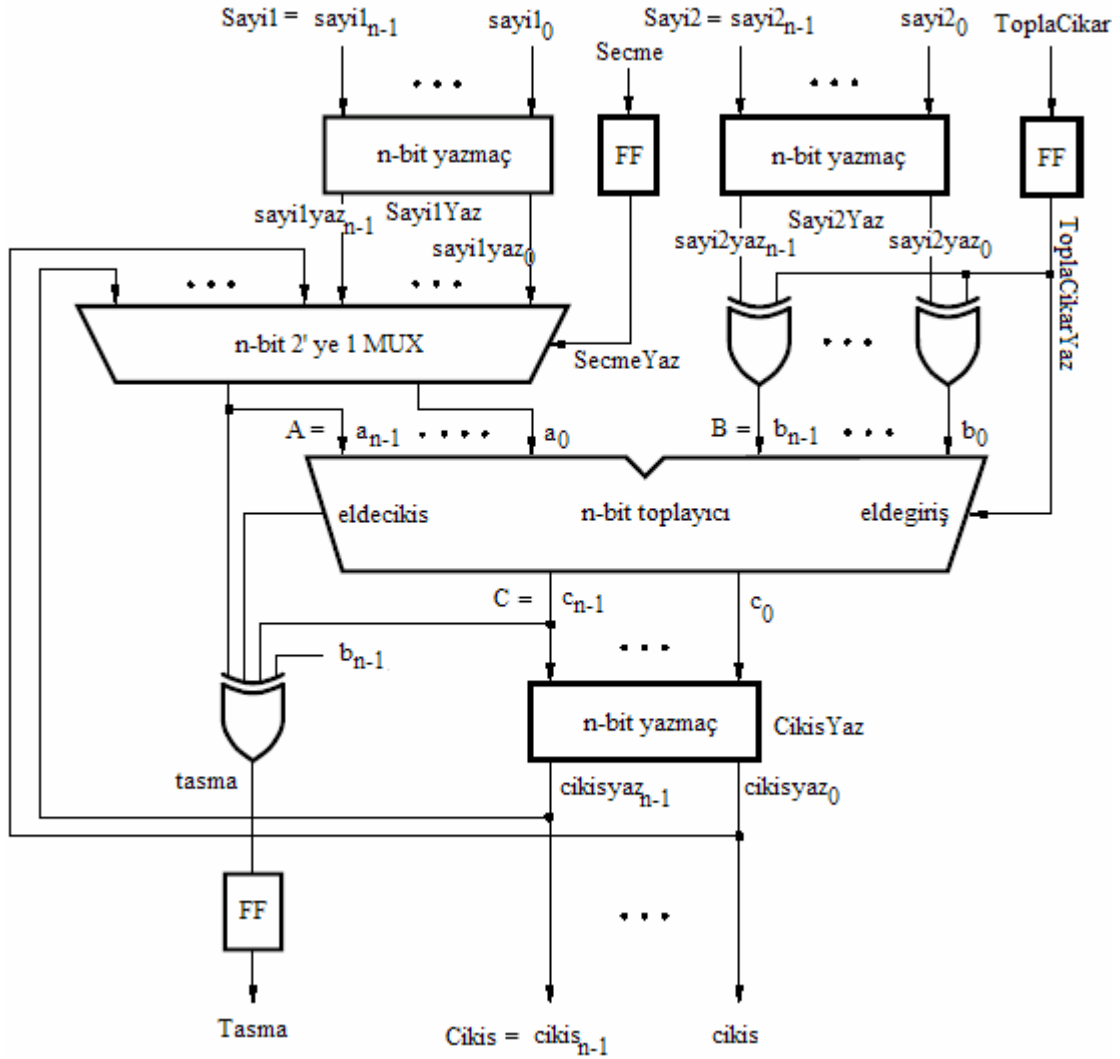 Sayi1 = sayi1n-1 sayi10 Sayi2 = sayi2n-1 sayi20 ToplaCikar
Secme
n-bit yazmaç FF n-bit yazmaç FF
sayi1yazn-1 Sayi1Yaz Sayi2Yaz
sayi1yaz0 sayi2yazn-1 sayi2yaz0 ToplaCikarYaz
n-bit 2' ye 1 MUX
SecmeYaz
A = an-1 a0 B = bn-1 b0
eldecikis n-bit toplayıcı eldegiriş
C = cn-1 c0
bn-1
n-bit yazmaç CikisYaz
tasma cikisyazn-1 cikisyaz0
FF
Tasma Cikis = cikisn-1 cikis